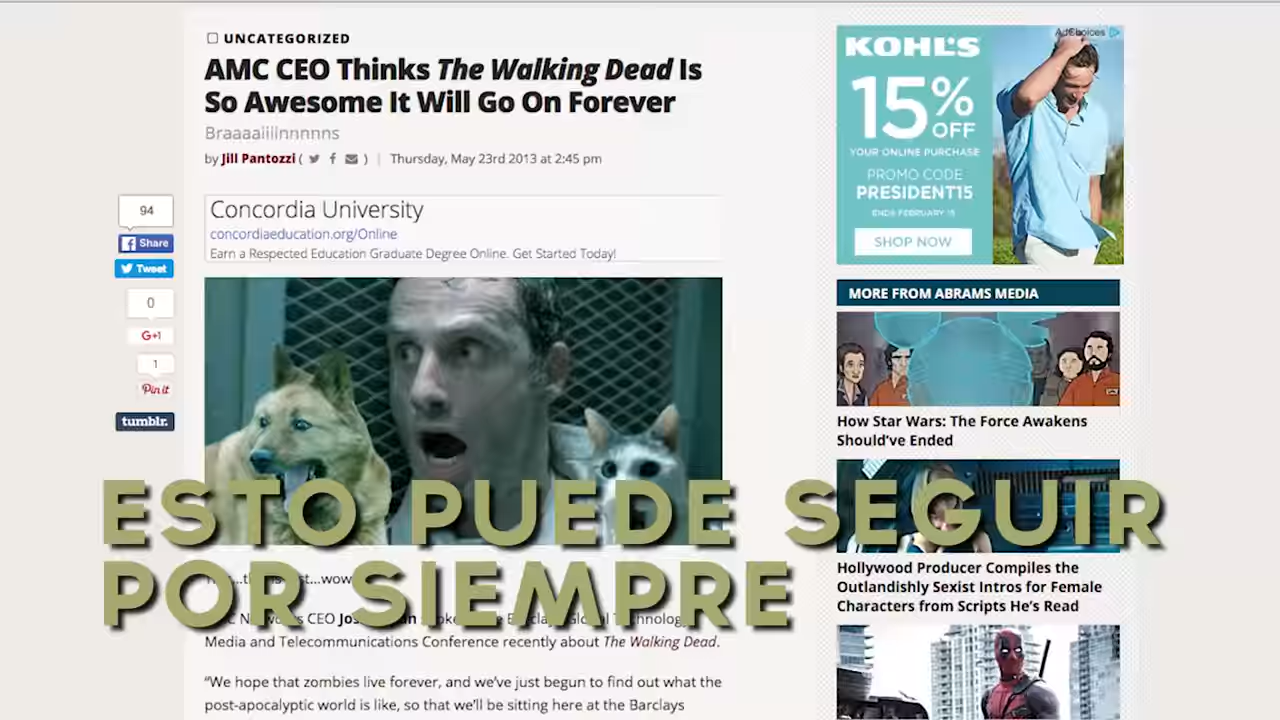 UNCATEGORIZED
AMC CEO Thinks The Walking Dead Is
So Awesome It Will Go On Forever
Braaaaiiiinnnnns
by Jill Pantozzi ( ) | Thursday, May 23rd 2013 at 2:45 pm
94
Share
Tweet
0
G+1
1
Pin it
tumblr.
Concordia University
concordiaeducation.org/Online
Earn a Respected Education Graduate Degree Online. Get Started Today!
ESTO PUEDE SEGUIR
POR SIEMPRE
CEO
Media and Telecommunications Conference recently about The Walking Dead.
“We hope that zombies live forever, and we’ve just begun to find out what the
post-apocalyptic world is like, so that we’ll be sitting here at the Barclays
AdChoices
KOHL'S
15% OFF
YOUR ONLINE PURCHASE
PROMO CODE
PRESIDENT15
ENDS FEBRUARY 15
SHOP NOW
MORE FROM ABRAMS MEDIA
How Star Wars: The Force Awakens
Should’ve Ended
Hollywood Producer Compiles the
Outlandishly Sexist Intros for Female
Characters from Scripts He’s Read